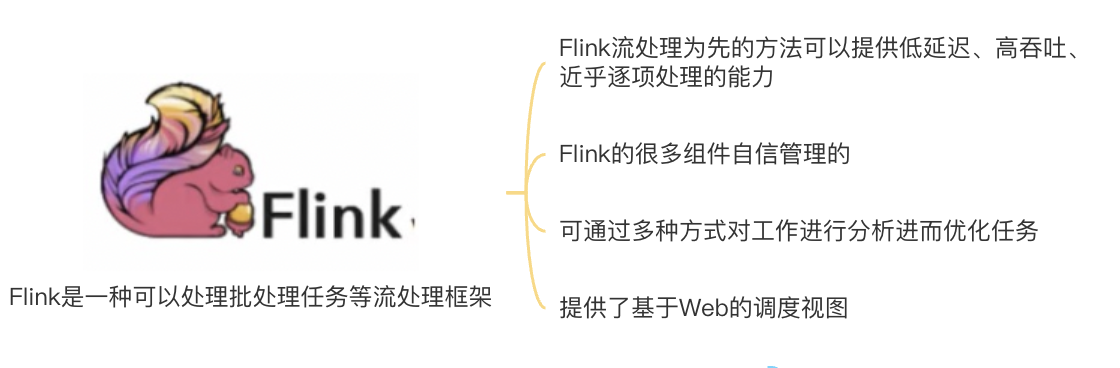 Flink流处理为先的方法可以提供低延迟、高吞吐、
近乎逐项处理的能力
Flink的很多组件自信管理的
Flink
可通过多种方式对工作进行分析进而优化任务
Flink是一种可以处理批处理任务等流处理框架
提供了基于Web的调度视图